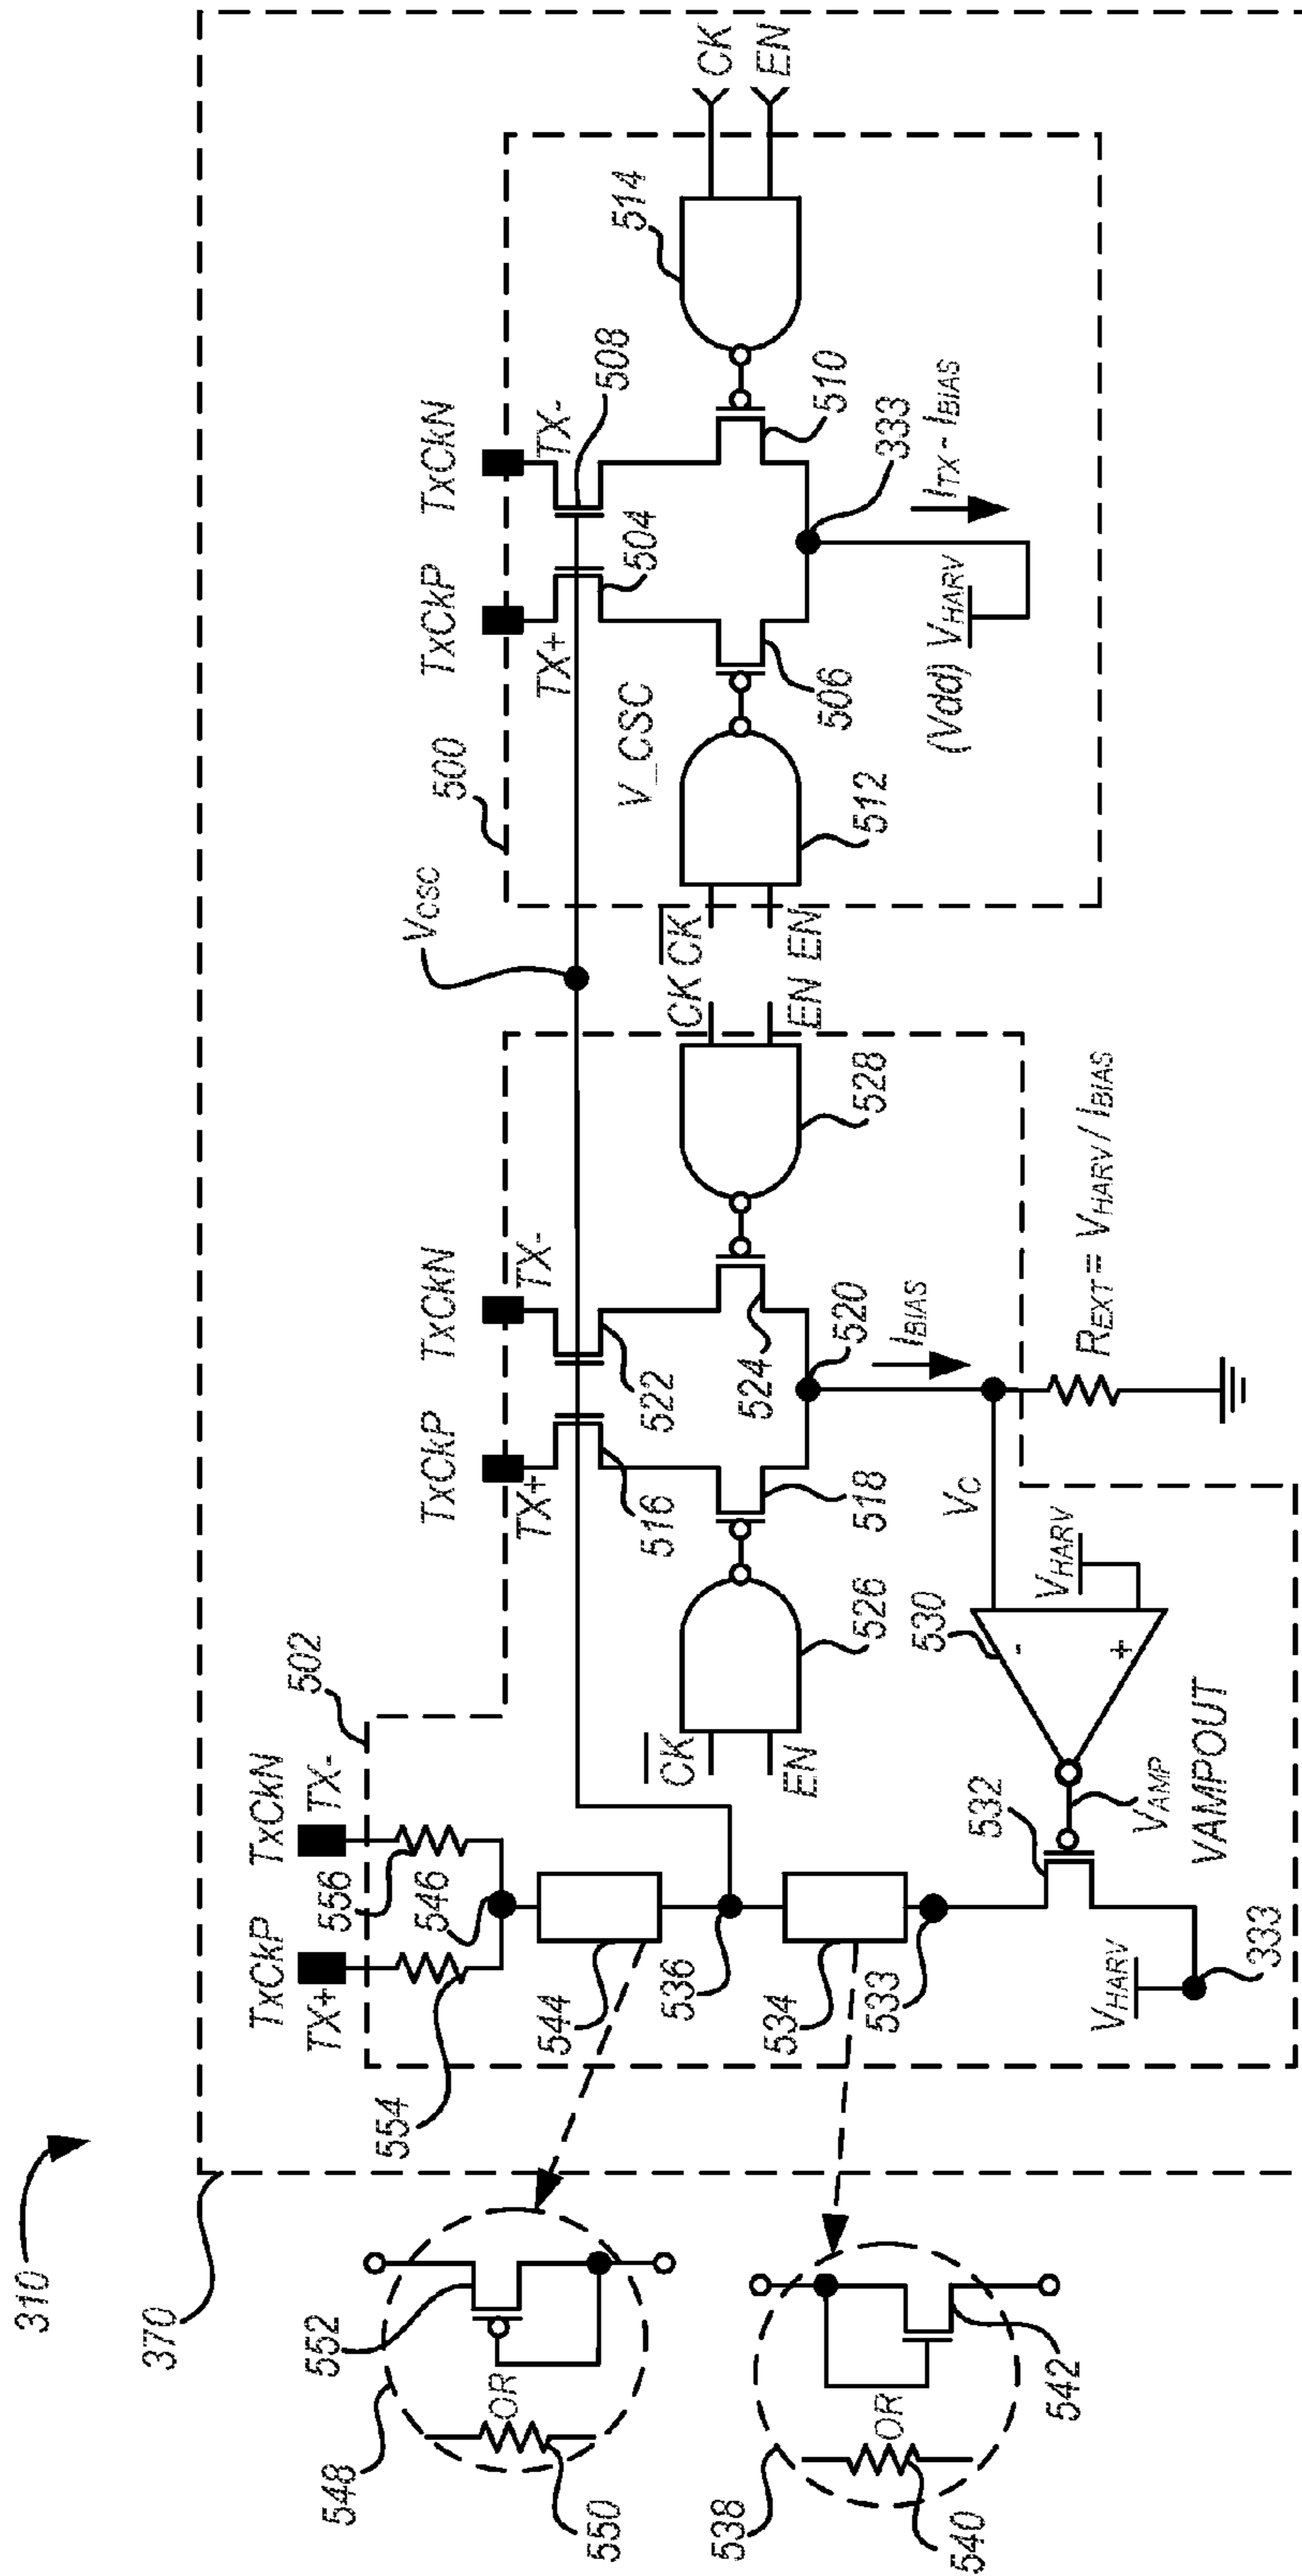 310
370
502
TxCkP
TxCkN
TX+
TX-
554
556
546
544
536
534
533
532
VHARV
333
VAMP
VAMPOUT
530
-
+
VHARV
VC
CK
EN
526
TxCkP
TxCkN
TX+
TX-
516
522
518
524
520
IBIAS
REXT = VHARV / IBIAS
528
CK
EN
VCSC
500
TxCkP
TxCkN
TX+
TX-
504
508
V_CSC
CK
EN
512
506
510
514
333
(Vdd) VHARV
ITX - IBIAS
CK
EN
548
552
OR
550
538
OR
540
542